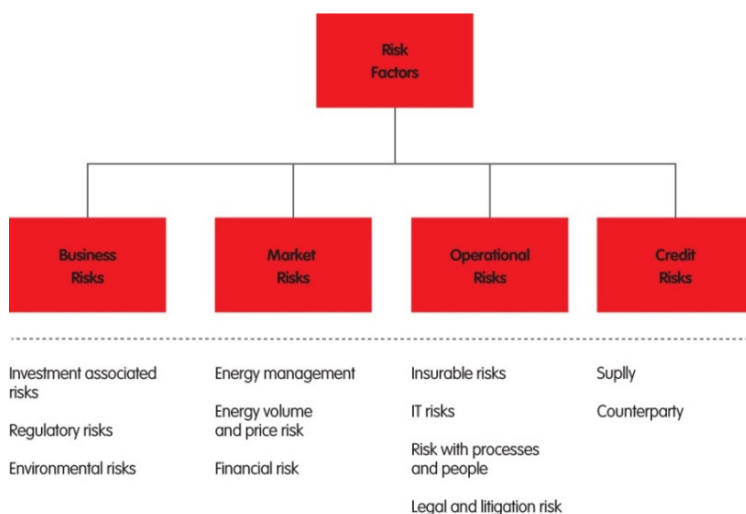 Risk
Factors
Business
Risks
Market
Risks
Operational
Risks
Credit
Risks
Investment associated
risks
Regulatory risks
Environmental risks
Energy management
Energy volume
and price risk
Financial risk
Insurable risks
IT risks
Risk with processes
and people
Legal and litigation risk
Suplly
Counterparty